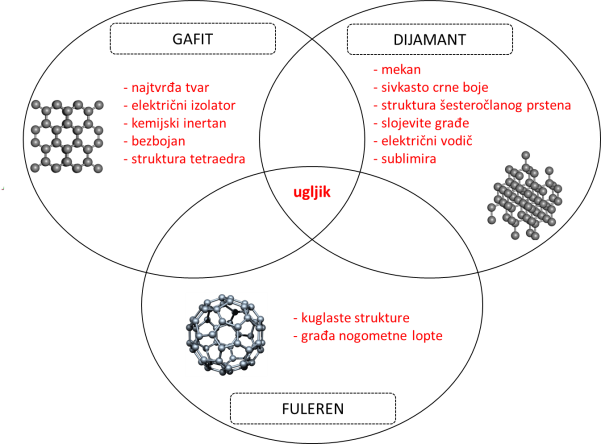 GAFIT
- najtvrđa tvar
- električni izolator
- kemijski inertan
- bezbojan
- struktura tetraedra
DIJAMANT
- mekan
- sivkasto crne boje
- struktura šesteročlanog prstena
- slojevite građe
- električni vodič
- sublimira
ugljik
- kuglaste strukture
- građa nogometne lopte
FULEREN